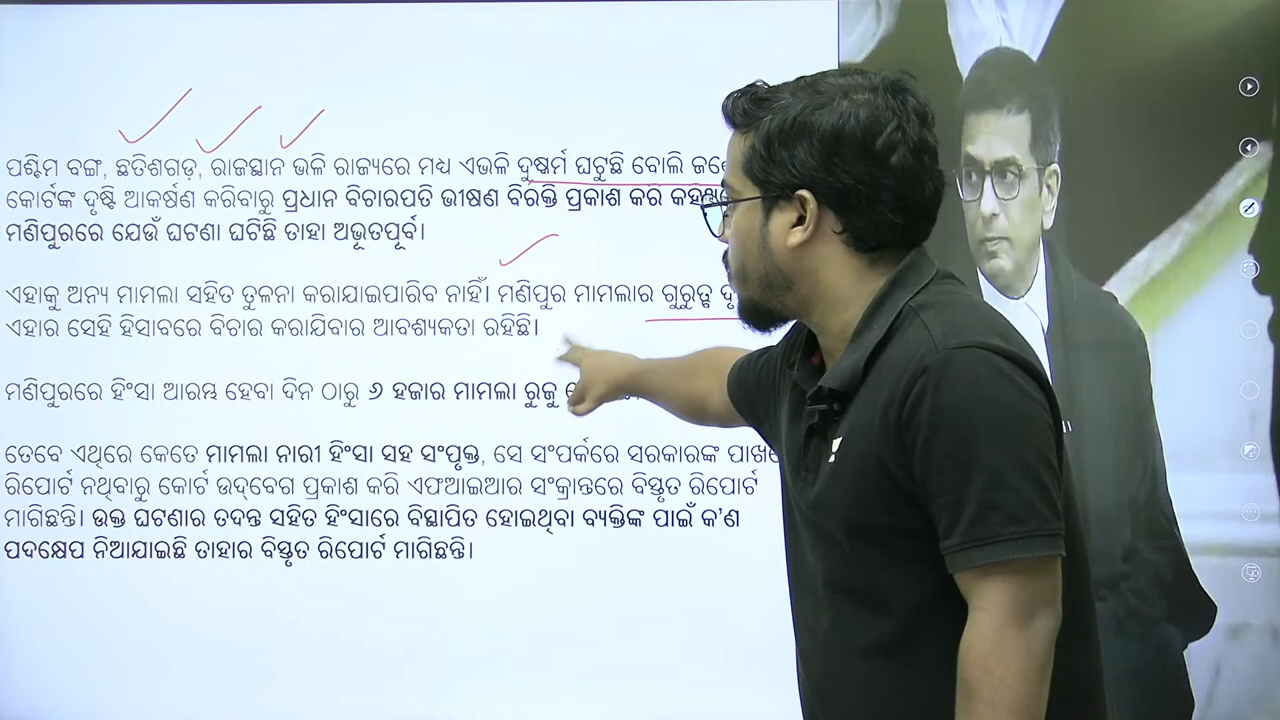 ପଶ୍ଚିମ ବଙ୍ଗ, ଛତିଶଗଡ଼, ରାଜସ୍ଥାନ ଭଳି ରାଜ୍ୟରେ ମଧ୍ୟ ଏଭଳି ଦୁଷ୍କର୍ମ ଘଟୁଛି ବୋଲି
କୋର୍ଟଙ୍କ ଦୃଷ୍ଟି ଆକର୍ଷଣ କରିବାରୁ ପ୍ରଧାନ ବିଚାରପତି ଭୀଷଣ ବିରକ୍ତି ପ୍ରକାଶ କରି
ମଣିପୁରରେ ଯେଉଁ ଘଟଣା ଘଟିଛି ତାହା ଅଭୂତପୂର୍ବ।
ଏହାକୁ ଅନ୍ୟ ମାମଲା ସହିତ ତୁଳନା କରାଯାଇପାରିବ ନାହିଁ। ମଣିପୁର ମାମଲାର ଗୁରୁତ୍ୱ
ଏହାର ସେହି ହିସାବରେ ବିଚାର କରାଯିବାର ଆବଶ୍ୟକତା ରହିଛି।
ମଣିପୁରରେ ହିଂସା ଆରମ୍ଭ ହେବା ଦିନ ଠାରୁ ୬ ହଜାର ମାମଲା ରୁଜୁ
ତେବେ ଏଥିରେ କେତେ ମାମଲା ନାରୀ ହିଂସା ସହ ସଂପୃକ୍ତ, ସେ ସଂପର୍କରେ ସରକାରଙ୍କ
ରିପୋର୍ଟ ନଥିବାରୁ କୋର୍ଟ ଉଦ୍‌ବେଗ ପ୍ରକାଶ କରି ଏଫଆଇଆର ସଂକ୍ରାନ୍ତରେ ବିସ୍ତୃତ ରିପୋର୍ଟ
ମାଗିଛନ୍ତି। ଉକ୍ତ ଘଟଣାର ତଦନ୍ତ ସହିତ ହିଂସାରେ ବିସ୍ଥାପିତ ହୋଇଥିବା ବ୍ୟକ୍ତିଙ୍କ ପାଇଁ କ'ଣ
ପଦକ୍ଷେପ ନିଆଯାଇଛି ତାହାର ବିସ୍ତୃତ ରିପୋର୍ଟ ମାଗିଛନ୍ତି।